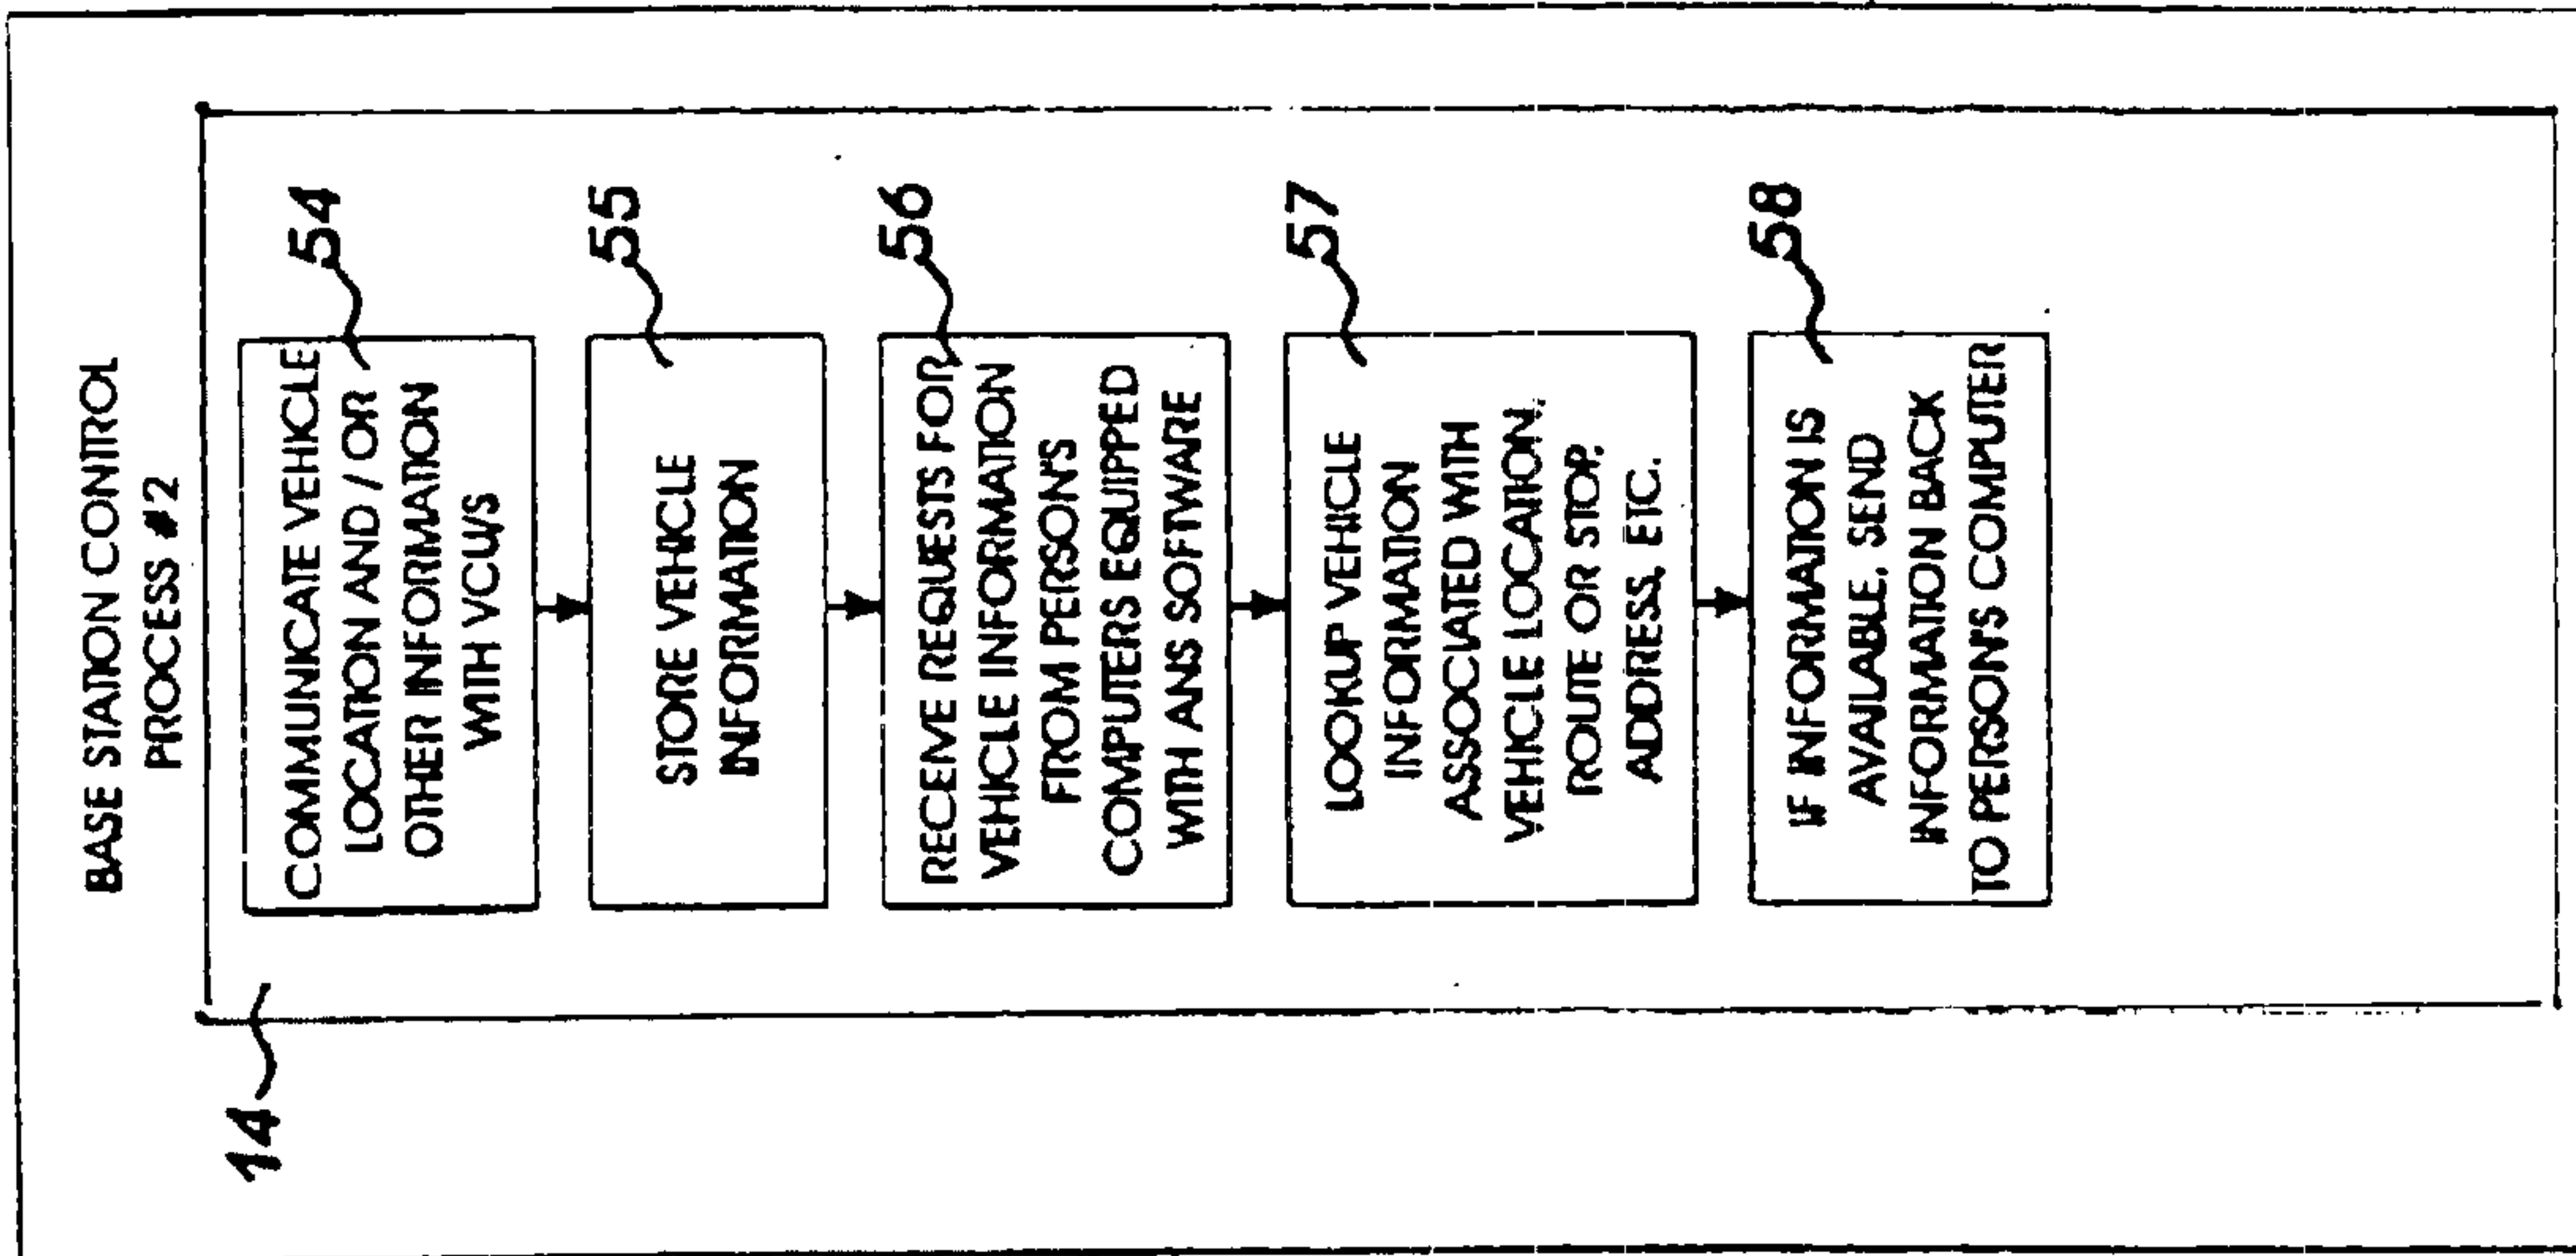 BASE STATION CONTROL
PROCESS #2
14
54
COMMUNICATE VEHICLE
LOCATION AND / OR
OTHER INFORMATION
WITH VCU/S
55
STORE VEHICLE
INFORMATION
56
RECEIVE REQUESTS FOR
VEHICLE INFORMATION
FROM PERSON'S
COMPUTERS EQUIPPED
WITH ANS SOFTWARE
57
LOOKUP VEHICLE
INFORMATION
ASSOCIATED WITH
VEHICLE LOCATION,
ROUTE OR STOP,
ADDRESS, ETC.
58
IF INFORMATION IS
AVAILABLE, SEND
INFORMATION BACK
TO PERSON'S COMPUTER